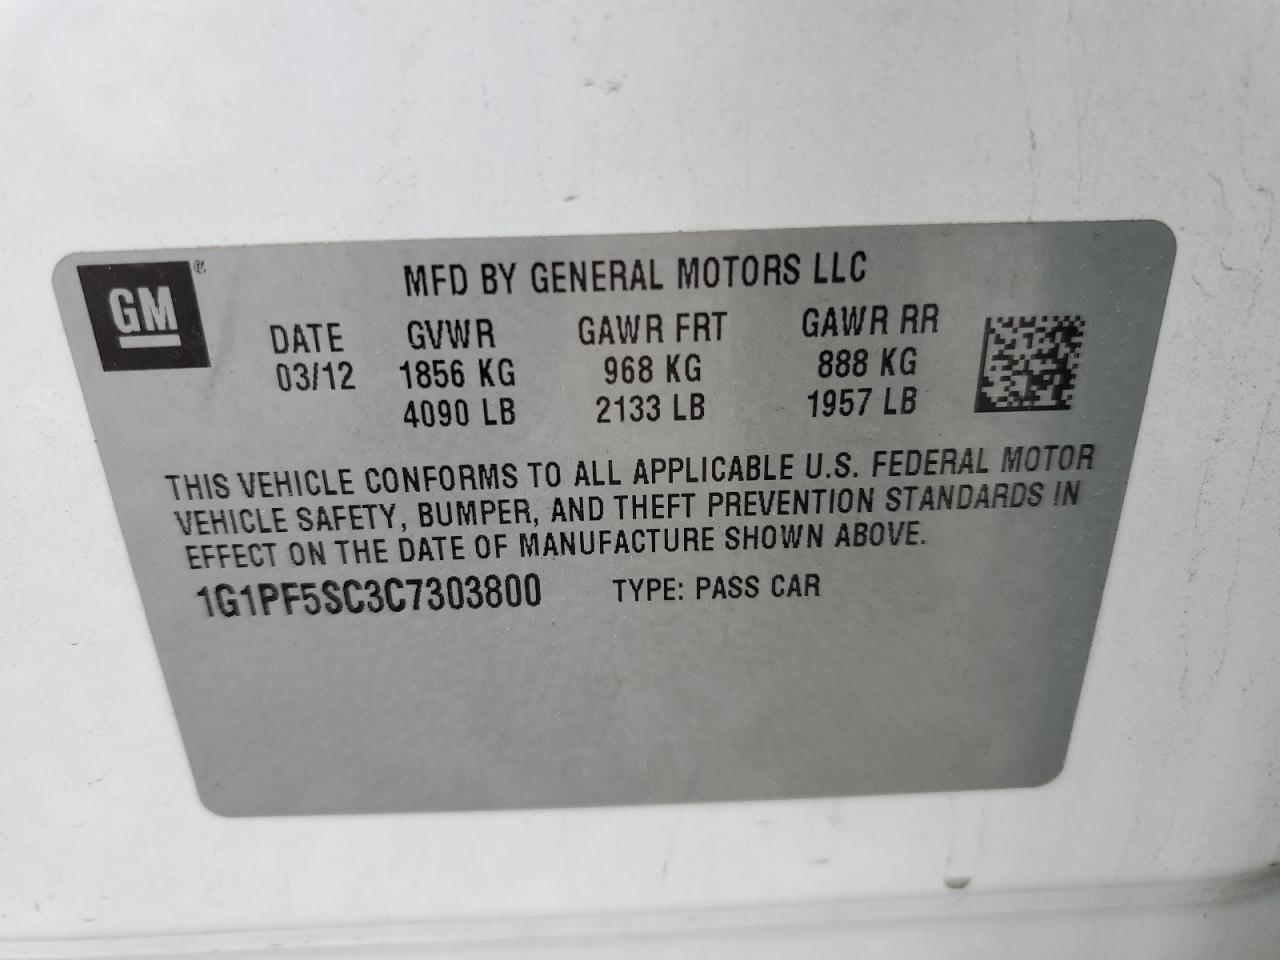 GM
MFD BY GENERAL MOTORS LLC
DATE GVWR GAWR FRT GAWR RR
03/12 1856 KG 968 KG 888 KG
4090 LB 2133 LB 1957 LB
THIS VEHICLE CONFORMS TO ALL APPLICABLE U.S. FEDERAL MOTOR
VEHICLE SAFETY, BUMPER, AND THEFT PREVENTION STANDARDS IN
EFFECT ON THE DATE OF MANUFACTURE SHOWN ABOVE.
1G1PF5SC3C7303800 TYPE: PASS CAR